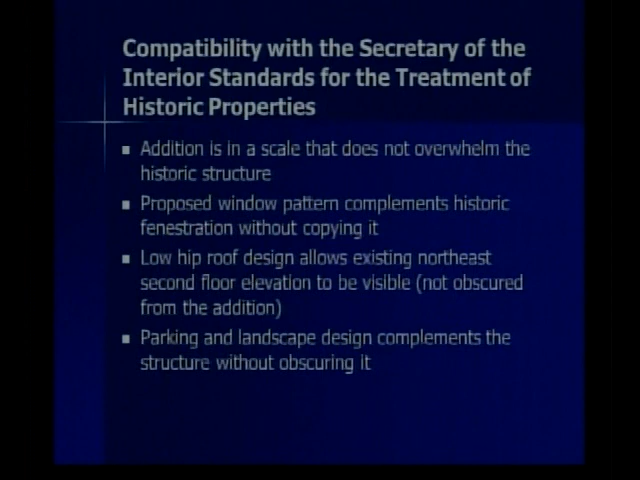 Compatibility with the Secretary of the
Interior Standards for the Treatment of
Historic Properties
■ Addition is in a scale that does not overwhelm the
historic structure
■ Proposed window pattern complements historic
fenestration without copying it
■ Low hip roof design allows existing northeast
second floor elevation to be visible (not obscured
from the addition)
■ Parking and landscape design complements the
structure without obscuring it